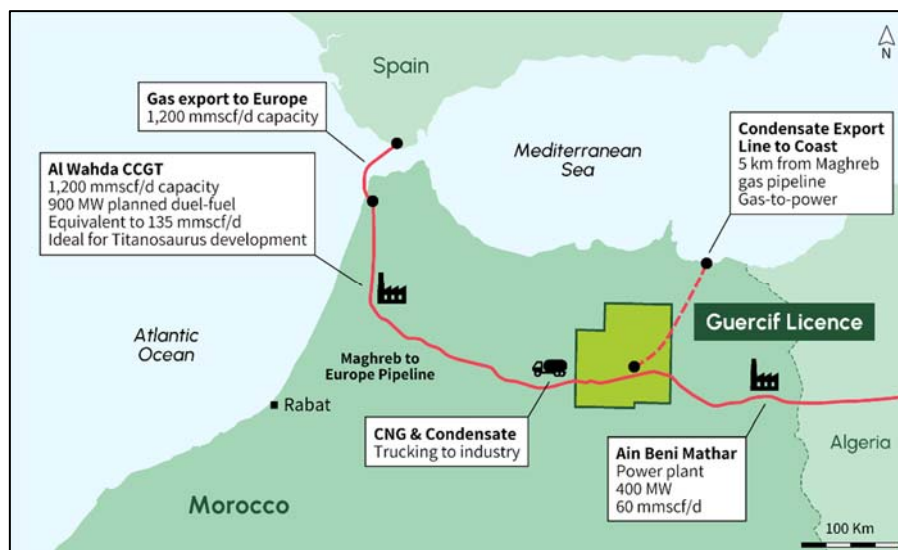 Spain
N
Gas export to Europe
1,200 mmscf/d capacity
Al Wahda CCGT
1,200 mmscf/d capacity
900 MW planned duel-fuel
Equivalent to 135 mmscf/d
Ideal for Titanosaurus development
Mediterranean
Sea
Condensate Export
Line to Coast
5 km from Maghreb
gas pipeline
Gas-to-power
Guercif Licence
Atlantic
Ocean
Maghreb to
Europe Pipeline
Rabat
CNG & Condensate
Trucking to industry
Ain Beni Mathar
Power plant
400 MW
60 mmscf/d
Algeria
Morocco
100 Km